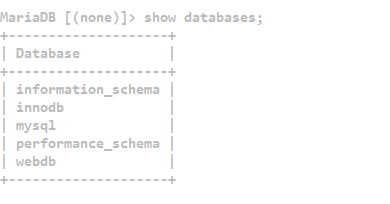 MariaDB [(none)]> show databases;
+--------------------+
| Database           |
+--------------------+
| information_schema |
| innodb             |
| mysql              |
| performance_schema |
| webdb              |
+--------------------+